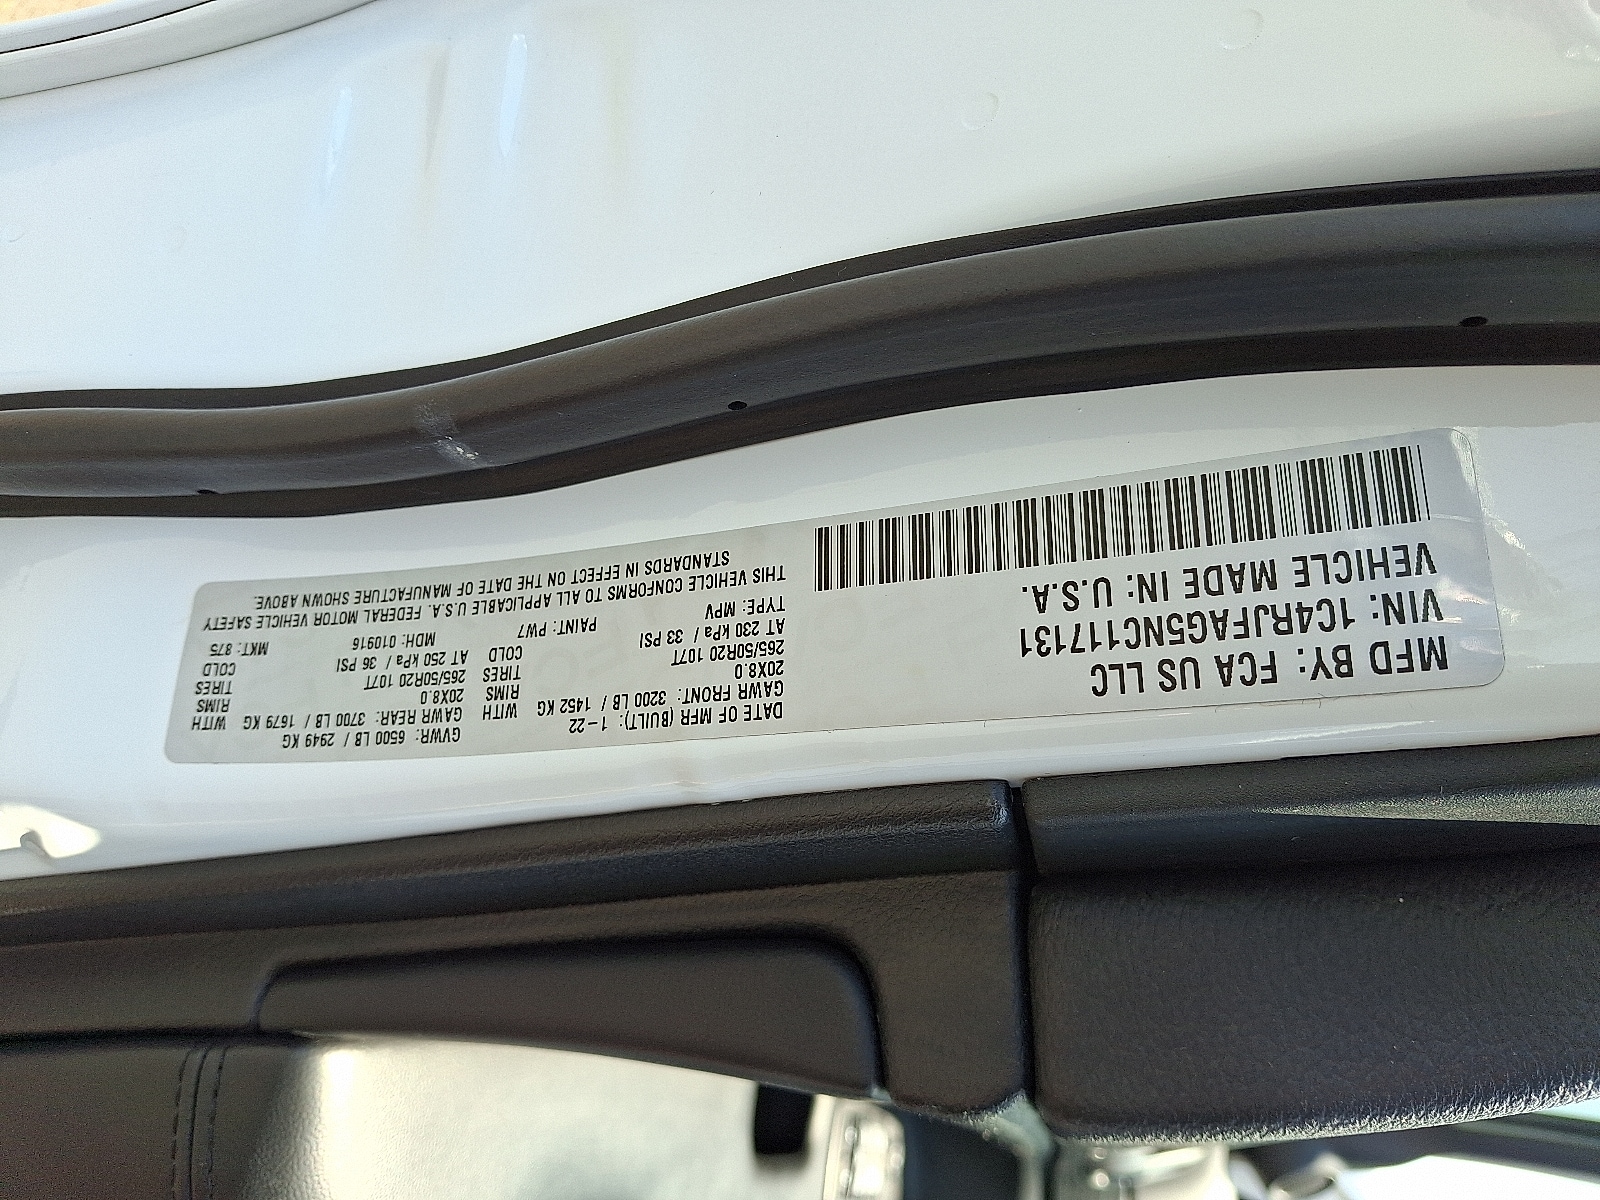 MFD BY: FCA US LLC
VIN: 1C4RJFAG5NC117131
VEHICLE MADE IN: U.S.A.
DATE OF MFR (BUILT): 1-22 GVWR: 6500 LB / 2949 KG
GAWR FRONT: 3200 LB / 1452 KG WITH GAWR REAR: 3700 LB / 1679 KG WITH
20X8.0 RIMS 20X8.0 RIMS
265/50R20 107T TIRES 265/50R20 107T TIRES
AT 230 kPa / 33 PSI COLD AT 250 kPa / 36 PSI COLD
TYPE: MPV PAINT: PW7 MDH: 010916 MKT: 875
THIS VEHICLE CONFORMS TO ALL APPLICABLE U.S.A. FEDERAL MOTOR VEHICLE SAFETY
STANDARDS IN EFFECT ON THE DATE OF MANUFACTURE SHOWN ABOVE.